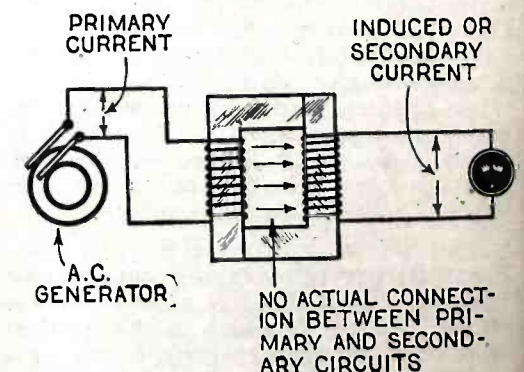 PRIMARY
CURRENT
INDUCED OR
SECONDARY
CURRENT
A.C.
GENERATOR
NO ACTUAL CONNECT-
ION BETWEEN PRI-
MARY AND SECOND-
ARY CIRCUITS